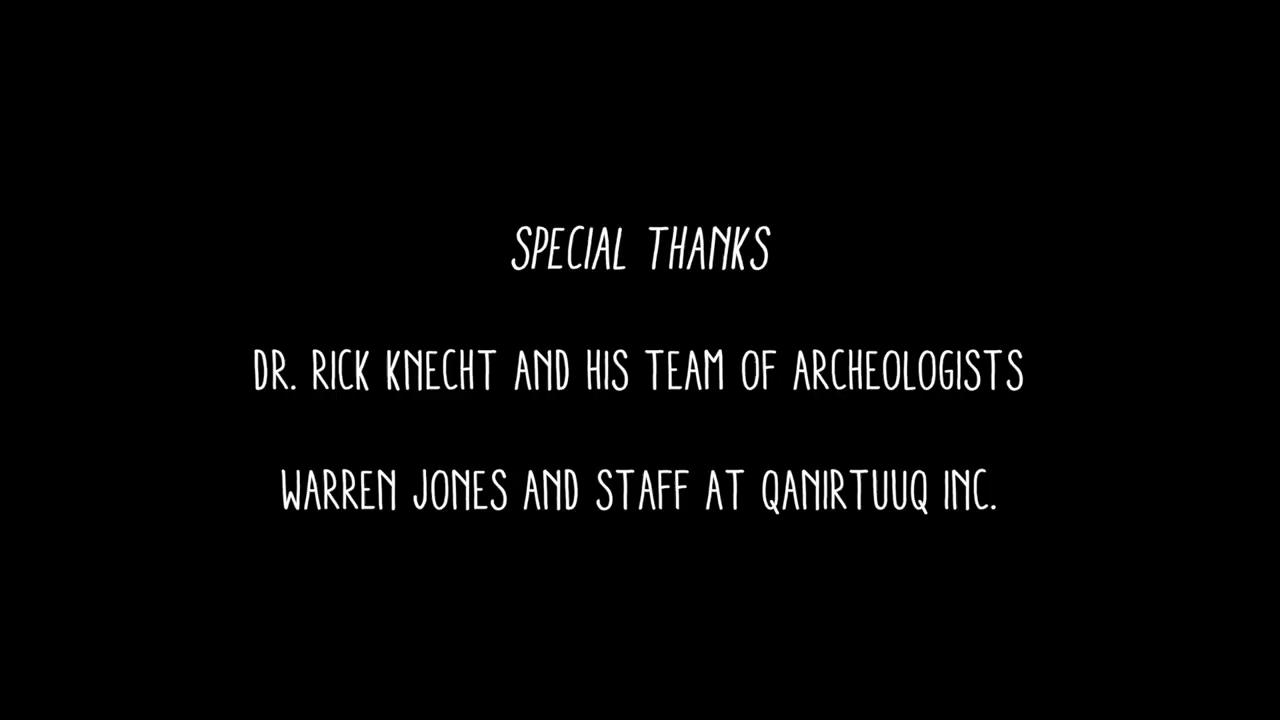 SPECIAL THANKS
DR. RICK KNECHT AND HIS TEAM OF ARCHEOLOGISTS
WARREN JONES AND STAFF AT QANIRTUUQ INC.